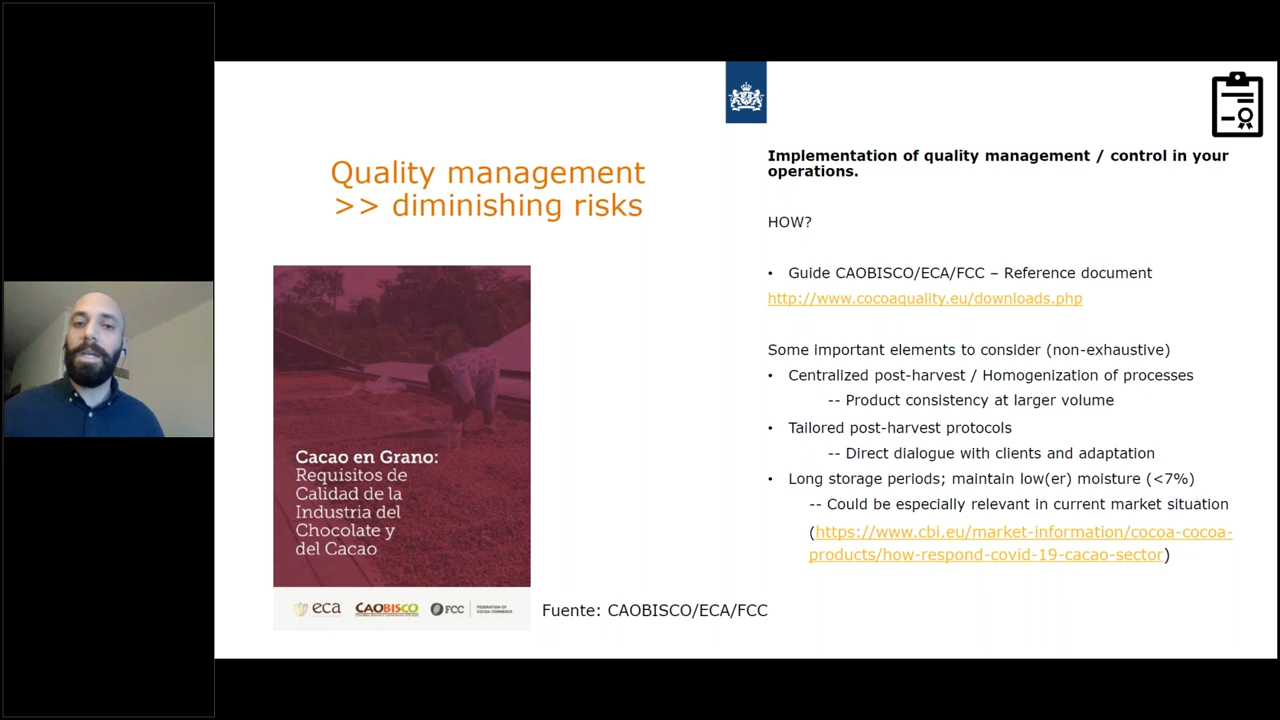 Quality management
>> diminishing risks
Cacao en Grano:
Requisitos de
Calidad de la
Industria del
Chocolate y
del Cacao
eca
CAOBISCO
FCC
FEDERATION OF
COCOA COMMERCE
Fuente: CAOBISCO/ECA/FCC
Implementation of quality management / control in your
operations.
HOW?
• Guide CAOBISCO/ECA/FCC – Reference document
http://www.cocoaquality.eu/downloads.php
Some important elements to consider (non-exhaustive)
• Centralized post-harvest / Homogenization of processes
-- Product consistency at larger volume
• Tailored post-harvest protocols
-- Direct dialogue with clients and adaptation
• Long storage periods; maintain low(er) moisture (<7%)
-- Could be especially relevant in current market situation
(https://www.cbi.eu/market-information/cocoa-cocoa-
products/how-respond-covid-19-cacao-sector)